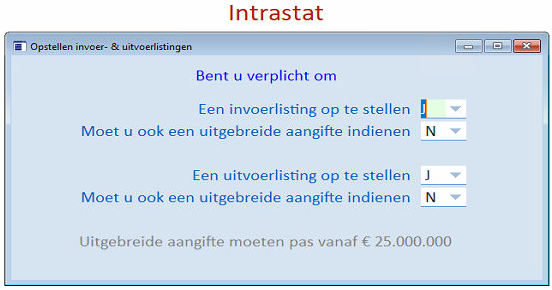 Intrastat
Opstellen invoer- & uitvoerlistingen
Bent u verplicht om
Een invoerlisting op te stellen J
Moet u ook een uitgebreide aangifte indienen N
Een uitvoerlisting op te stellen J
Moet u ook een uitgebreide aangifte indienen N
Uitgebreide aangifte moeten pas vanaf € 25.000.000